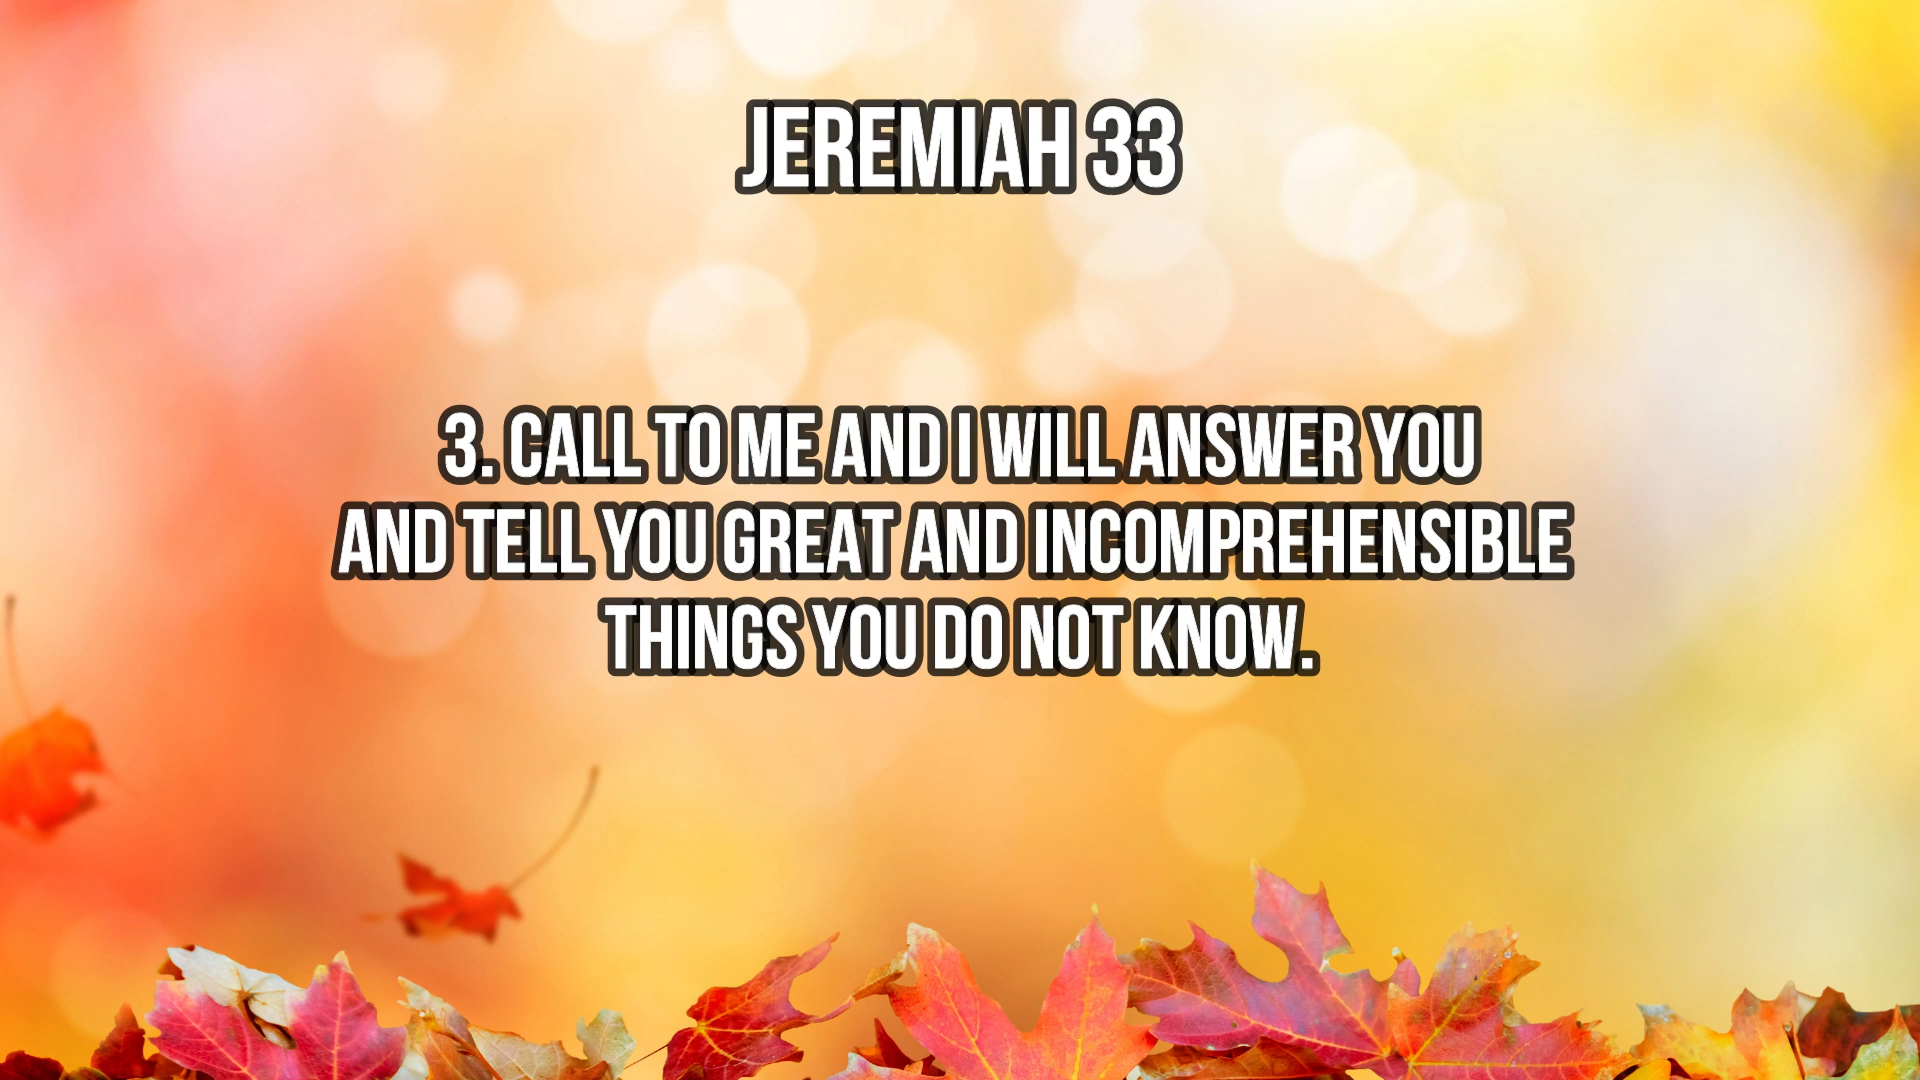 JEREMIAH 33
3. CALL TO ME AND I WILL ANSWER YOU
AND TELL YOU GREAT AND INCOMPREHENSIBLE
THINGS YOU DO NOT KNOW.